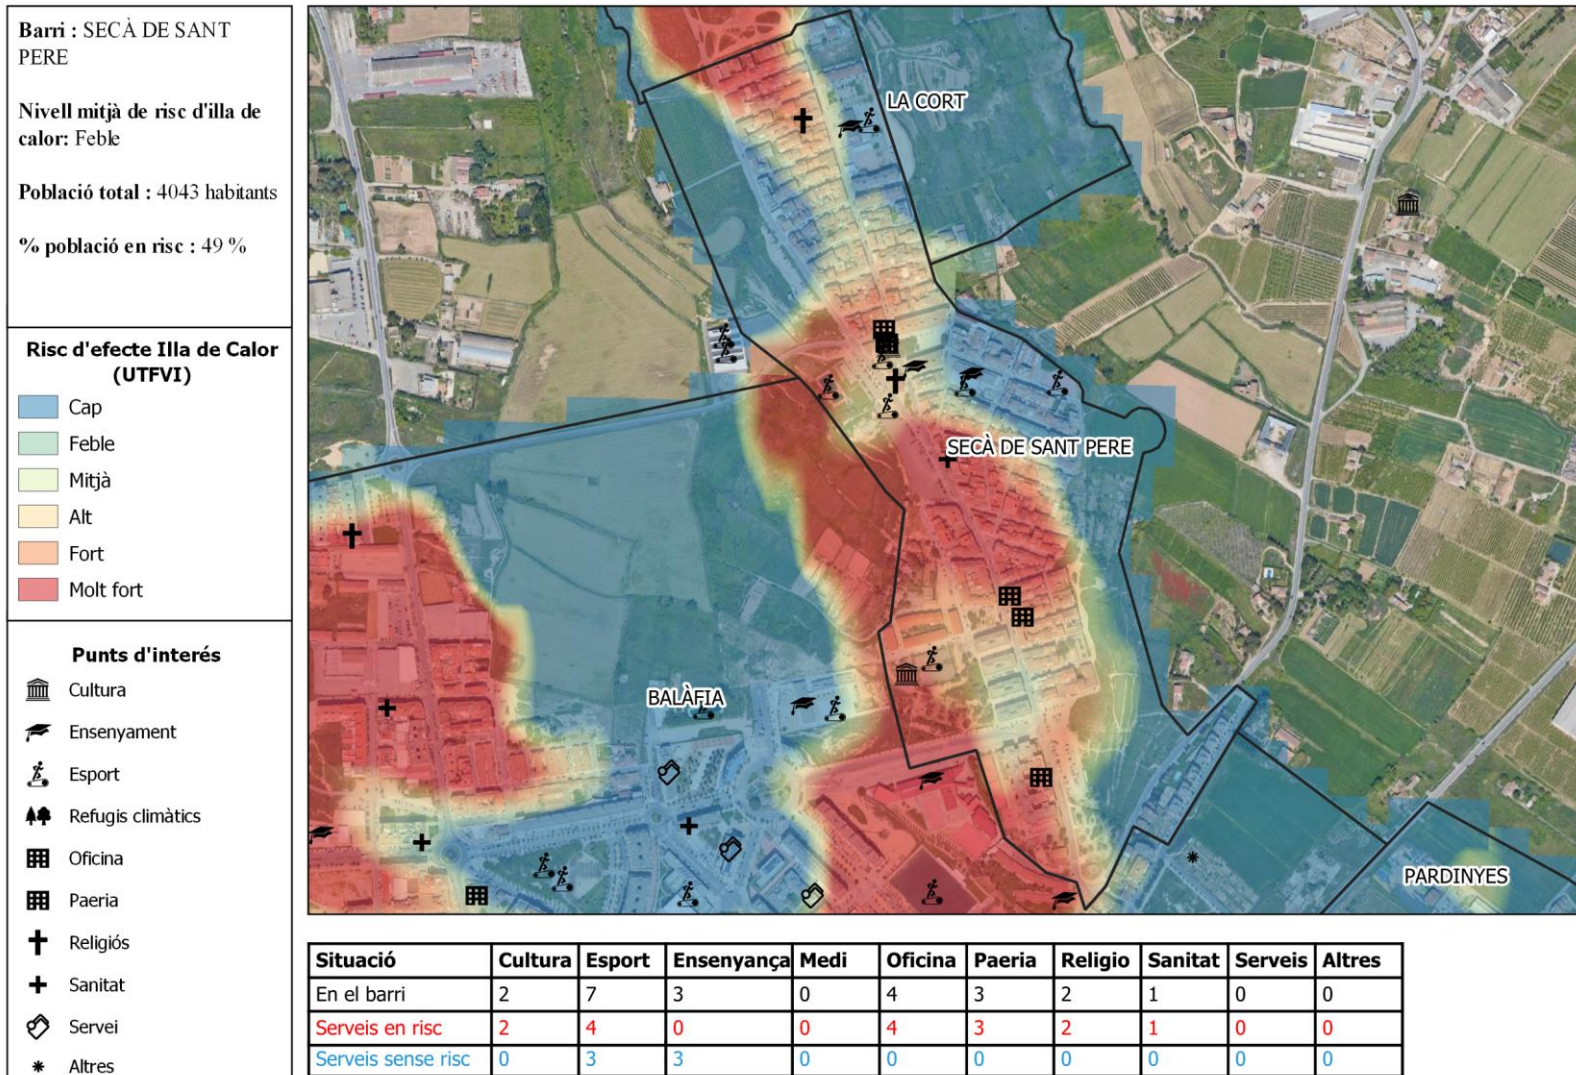 Barri : SECÀ DE SANT
PERE
Nivell mitjà de risc d'illa de
calor: Feble
Població total : 4043 habitants
% població en risc : 49 %
Risc d'efecte Illa de Calor
(UTFVI)
Cap
Feble
Mitjà
Alt
Fort
Molt fort
Punts d'interés
Cultura
Ensenyament
Esport
Refugis climàtics
Oficina
Paeria
Religiós
Sanitat
Servei
Altres
LA CORT
SECÀ DE SANT PERE
BALÀFIA
PARDINYES
Situació Cultura Esport Ensenyança Medi Oficina Paeria Religio Sanitat Serveis Altres
En el barri 2 7 3 0 4 3 2 1 0 0
Serveis en risc 2 4 0 0 4 3 2 1 0 0
Serveis sense risc 0 3 3 0 0 0 0 0 0 0